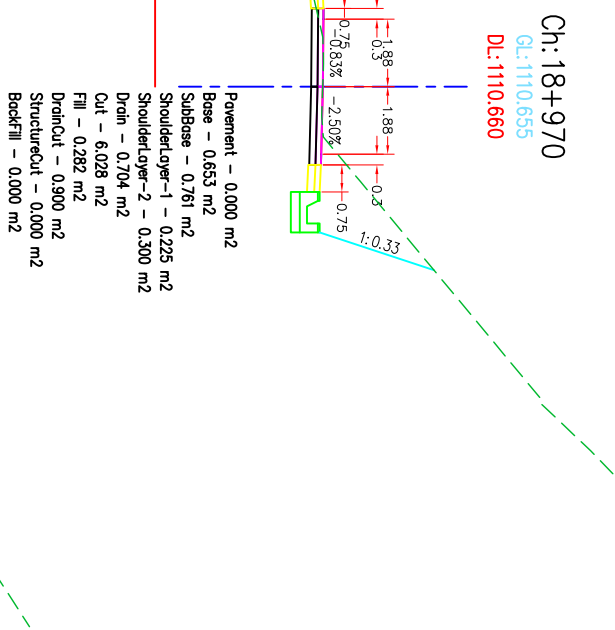 Ch: 18+970
GL:1110.655
DL:1110.660
1.88
1.88
0.3
0.3
0.75
0.75
-0.83%
-2.50%
1:0.33
Pavement - 0.000 m2
Base - 0.653 m2
SubBase - 0.761 m2
ShoulderLayer-1 - 0.225 m2
ShoulderLayer-2 - 0.300 m2
Drain - 0.704 m2
Cut - 6.028 m2
Fill - 0.282 m2
DrainCut - 0.900 m2
StructureCut - 0.000 m2
BackFill - 0.000 m2